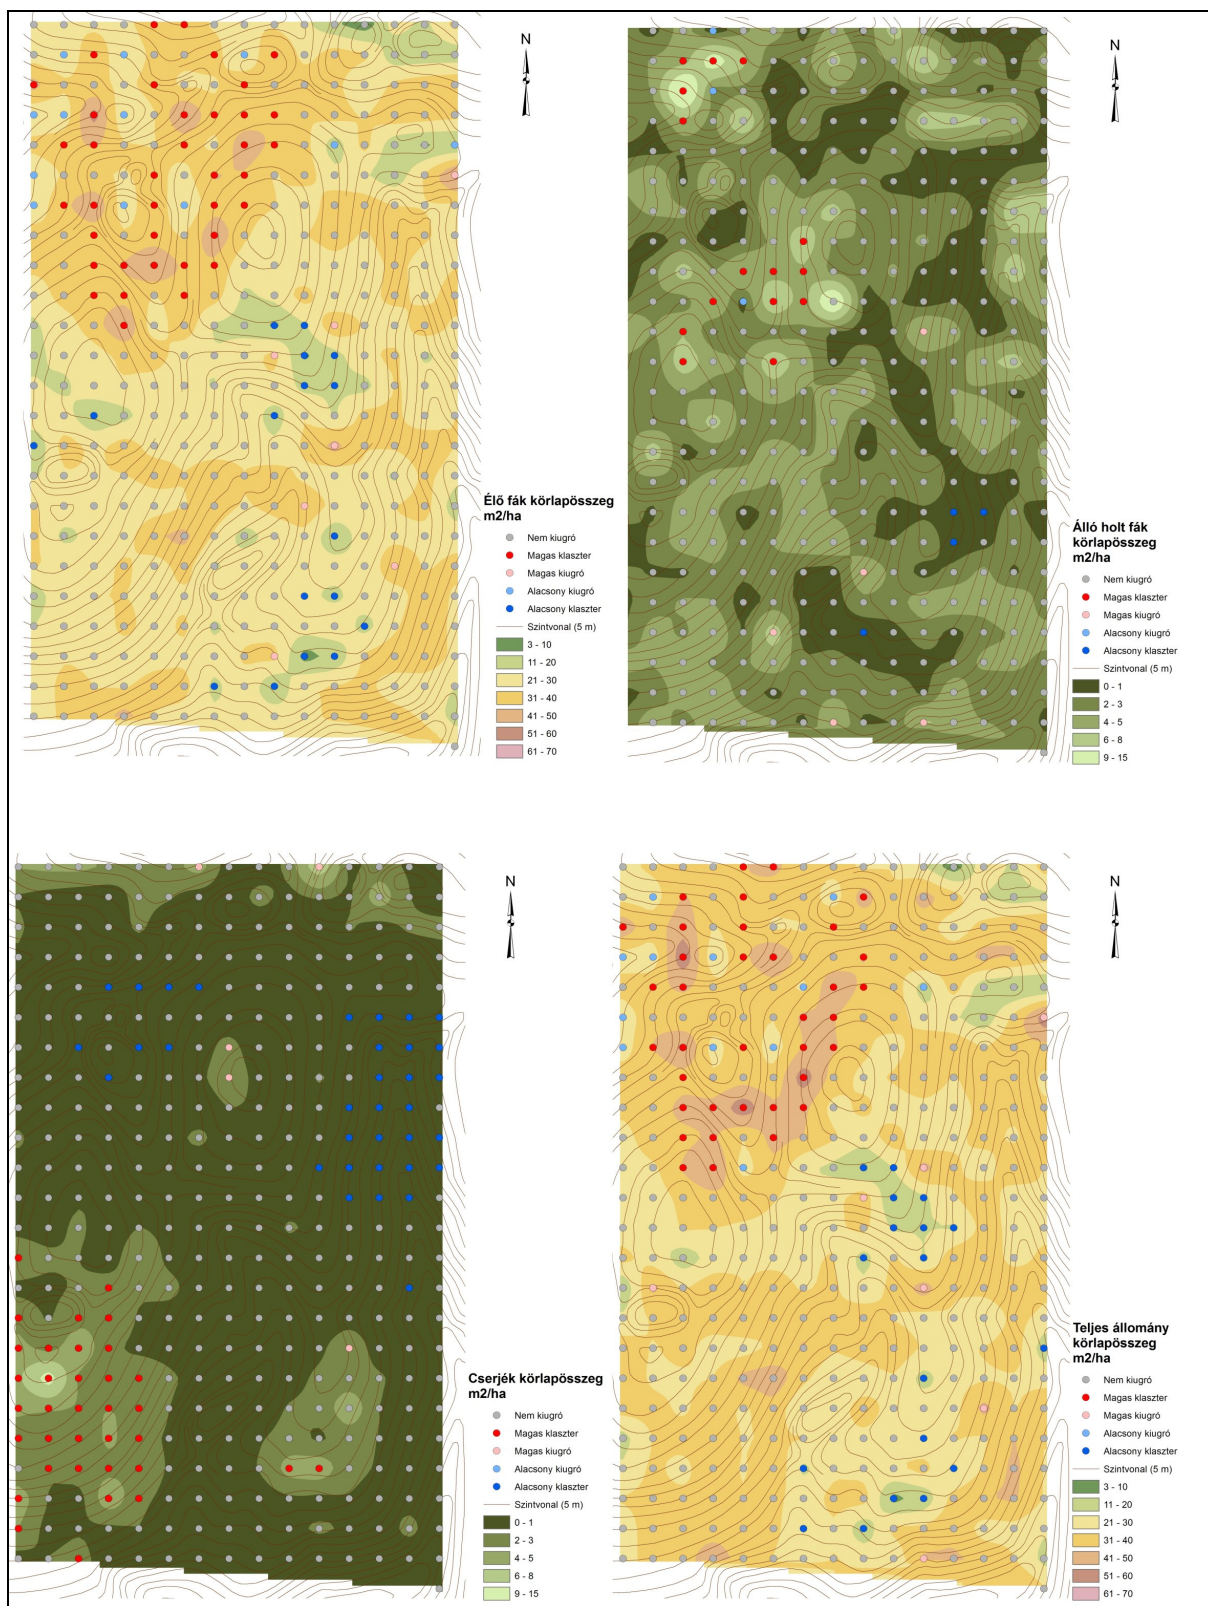 N
Élő fák körlapösszeg
m2/ha
Nem kiugró
Magas klaszter
Magas kiugró
Alacsony kiugró
Alacsony klaszter
Szintvonal (5 m)
3 - 10
11 - 20
21 - 30
31 - 40
41 - 50
51 - 60
61 - 70
N
Álló holt fák
körlapösszeg
m2/ha
Nem kiugró
Magas klaszter
Magas kiugró
Alacsony kiugró
Alacsony klaszter
Szintvonal (5 m)
0 - 1
2 - 3
4 - 5
6 - 8
9 - 15
N
Cserjék körlapösszeg
m2/ha
Nem kiugró
Magas klaszter
Magas kiugró
Alacsony kiugró
Alacsony klaszter
Szintvonal (5 m)
0 - 1
2 - 3
4 - 5
6 - 8
9 - 15
N
Teljes állomány
körlapösszeg
m2/ha
Nem kiugró
Magas klaszter
Magas kiugró
Alacsony kiugró
Alacsony klaszter
Szintvonal (5 m)
3 - 10
11 - 20
21 - 30
31 - 40
41 - 50
51 - 60
61 - 70